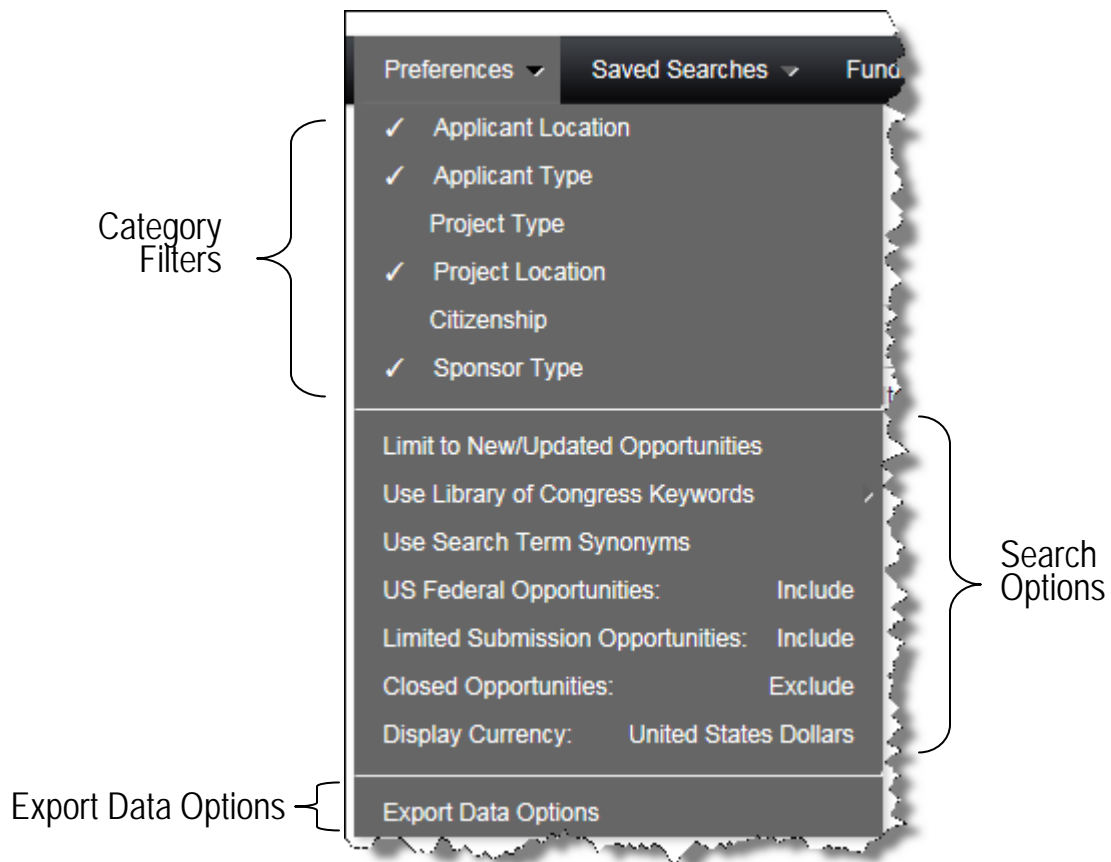 Preferences Saved Searches Fund
✓ Applicant Location
✓ Applicant Type
Project Type
✓ Project Location
Citizenship
✓ Sponsor Type
Category
Filters
Limit to New/Updated Opportunities
Use Library of Congress Keywords
Use Search Term Synonyms
US Federal Opportunities: Include
Limited Submission Opportunities: Include
Closed Opportunities: Exclude
Display Currency: United States Dollars
Search
Options
Export Data Options
Export Data Options